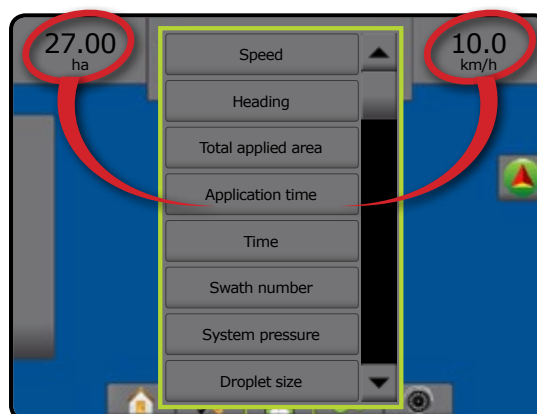 27.00
ha
10.0
km/h
Speed
Heading
Total applied area
Application time
Time
Swath number
System pressure
Droplet size